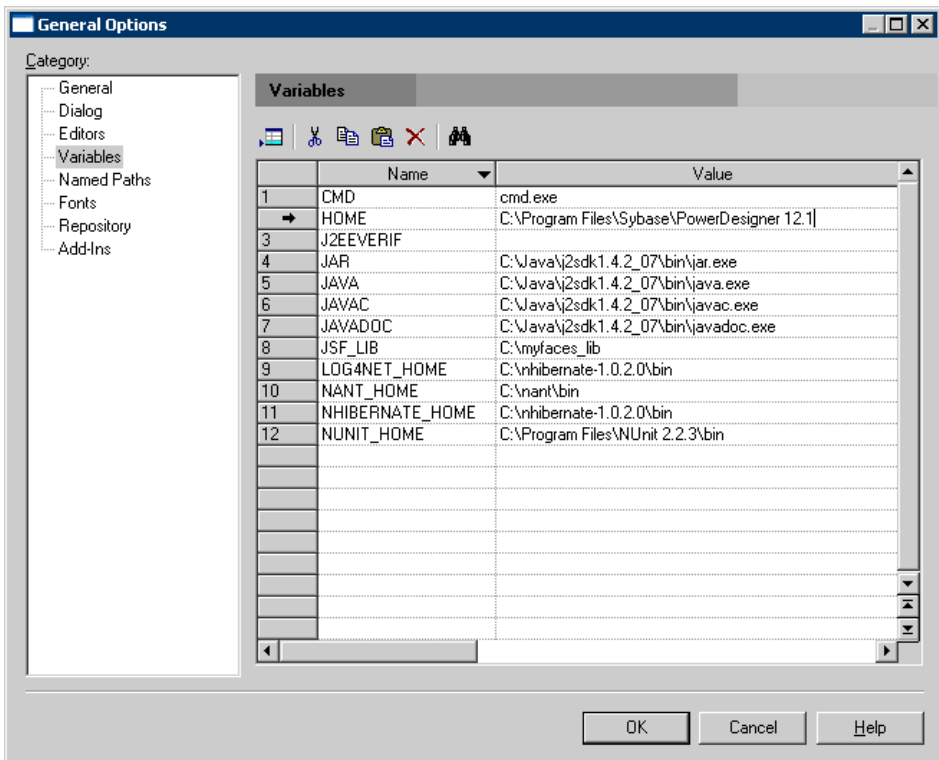 General Options
Category:
General
Dialog
Editors
Variables
Named Paths
Fonts
Repository
Add-Ins
Variables
Name Value
1 CMD cmd.exe
HOME C:\Program Files\Sybase\PowerDesigner 12.1
3 J2EEVERIF
4 JAR C:\Java\j2sdk1.4.2_07\bin\jar.exe
5 JAVA C:\Java\j2sdk1.4.2_07\bin\java.exe
6 JAVAC C:\Java\j2sdk1.4.2_07\bin\javac.exe
7 JAVADOC C:\Java\j2sdk1.4.2_07\bin\javadoc.exe
8 JSF_LIB C:\myfaces_lib
9 LOG4NET_HOME C:\nhibernate-1.0.2.0\bin
10 NANT_HOME C:\nant\bin
11 NHIBERNATE_HOME C:\nhibernate-1.0.2.0\bin
12 NUNIT_HOME C:\Program Files\NUnit 2.2.3\bin
OK Cancel Help